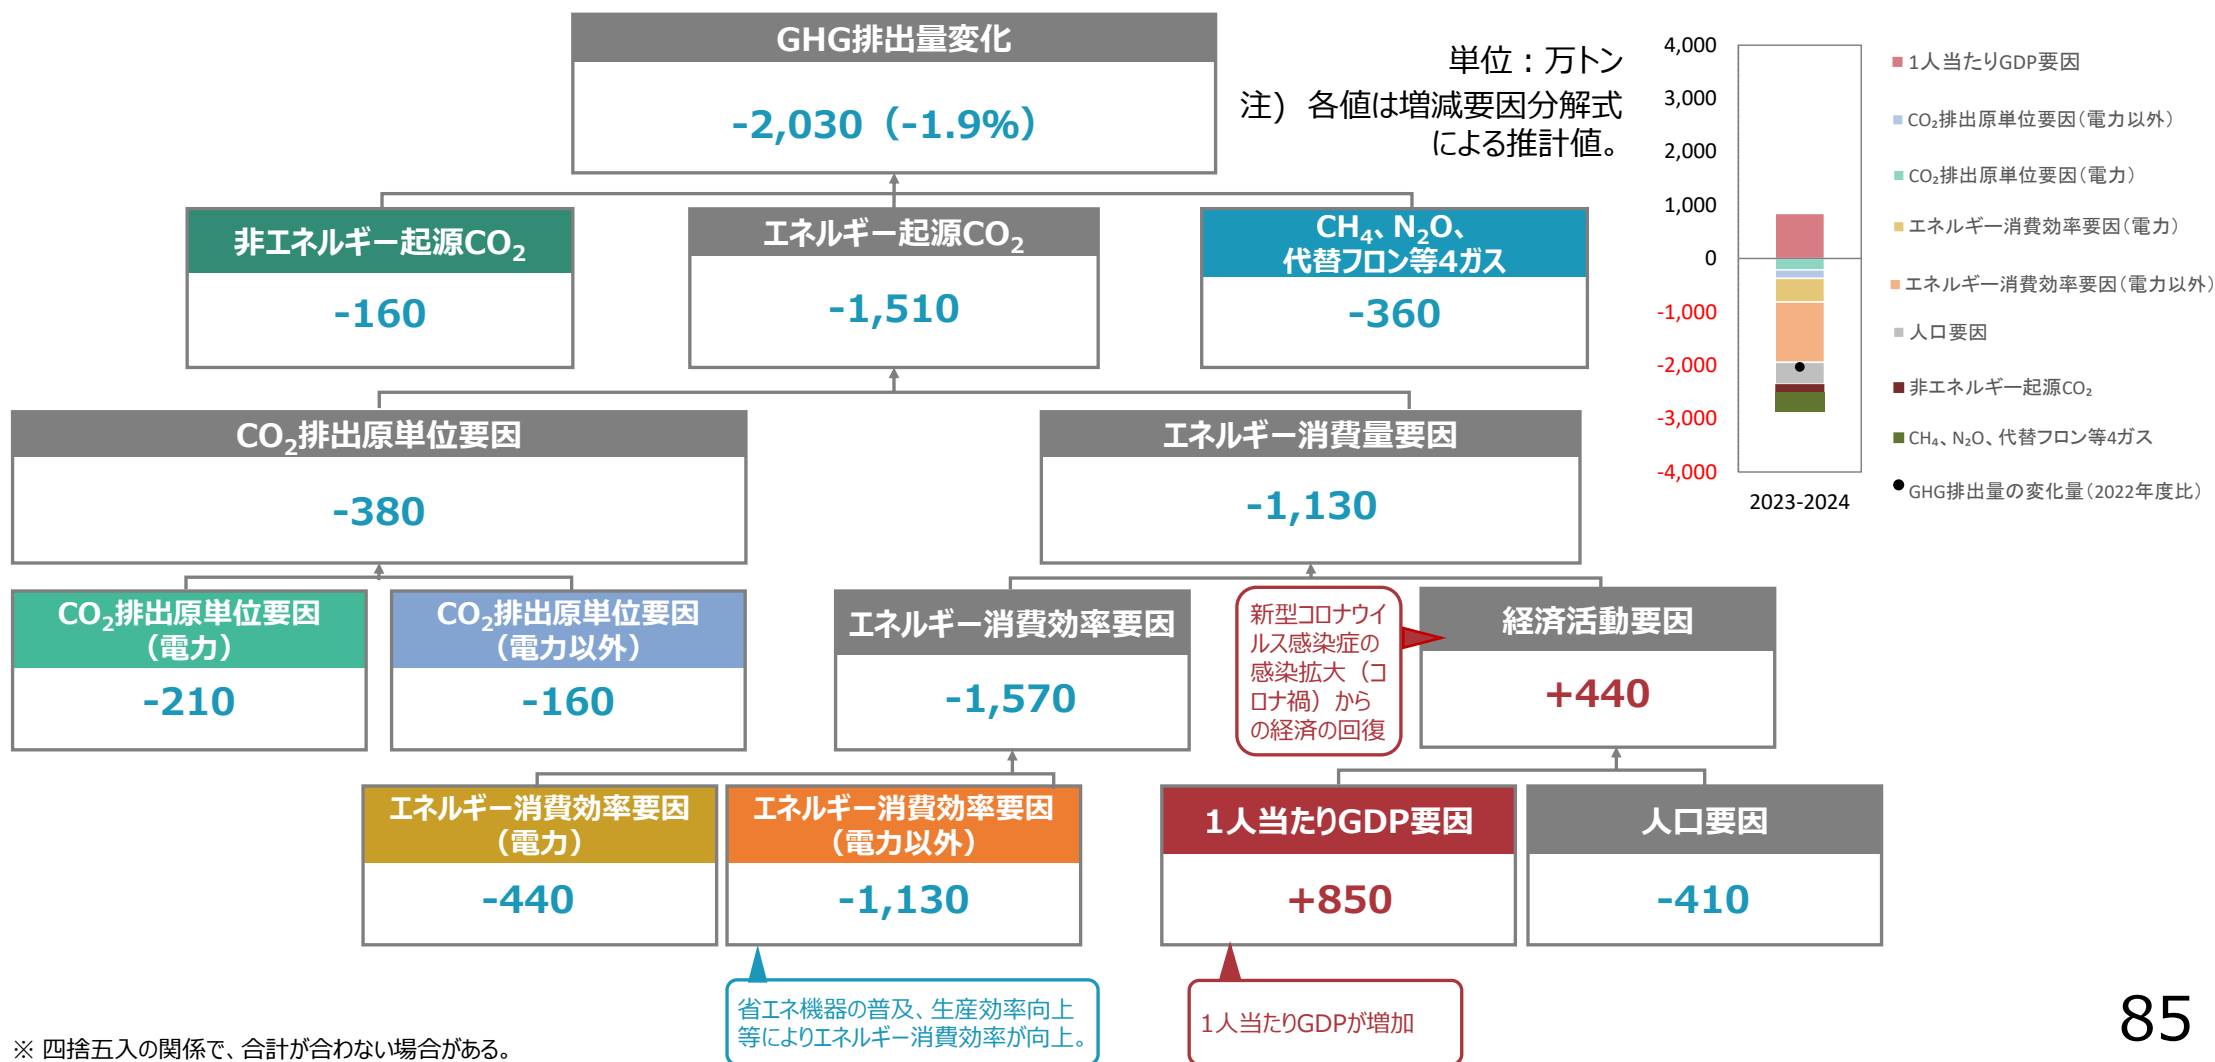 GHG排出量変化
-2,030（-1.9%）
単位：万トン
注） 各値は増減要因分解式
による推計値。
非エネルギー起源CO₂
-160
エネルギー起源CO₂
-1,510
CH₄、N₂O、
代替フロン等4ガス
-360
CO₂排出原単位要因
-380
エネルギー消費量要因
-1,130
CO₂排出原単位要因
（電力）
-210
CO₂排出原単位要因
（電力以外）
-160
エネルギー消費効率要因
-1,570
新型コロナウイ
ルス感染症の
感染拡大（コ
ロナ禍）から
の経済の回復
経済活動要因
+440
エネルギー消費効率要因
（電力）
-440
エネルギー消費効率要因
（電力以外）
-1,130
1人当たりGDP要因
+850
人口要因
-410
省エネ機器の普及、生産効率向上
等によりエネルギー消費効率が向上。
1人当たりGDPが増加
4,000
3,000
2,000
1,000
0
-1,000
-2,000
-3,000
-4,000
2023-2024
1人当たりGDP要因
CO₂排出原単位要因（電力以外）
CO₂排出原単位要因（電力）
エネルギー消費効率要因（電力）
エネルギー消費効率要因（電力以外）
人口要因
非エネルギー起源CO₂
CH₄、N₂O、代替フロン等4ガス
GHG排出量の変化量（2022年度比）
※ 四捨五入の関係で、合計が合わない場合がある。
85